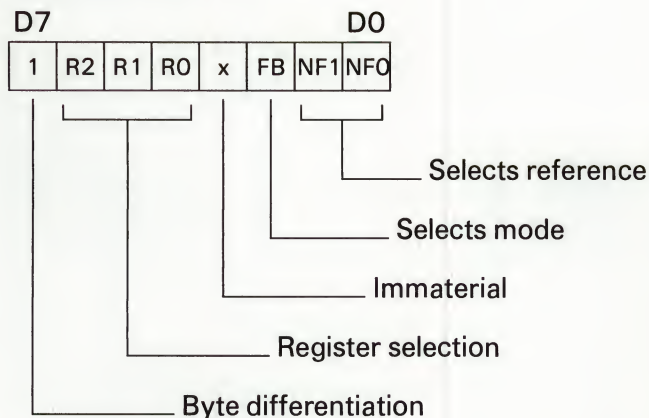 D7 D0
1 R2 R1 R0 x FB NF1 NF0
Selects reference
Selects mode
Immaterial
Register selection
Byte differentiation